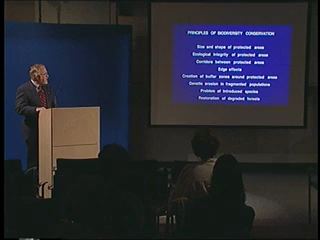 PRINCIPLES OF BIODIVERSITY CONSERVATION
Size and shape of protected areas
Ecological integrity of protected areas
Corridors between protected areas
Edge effects
Creation of buffer zones around protected areas
Genetic erosion in fragmented populations
Problem of introduced species
Restoration of degraded forests